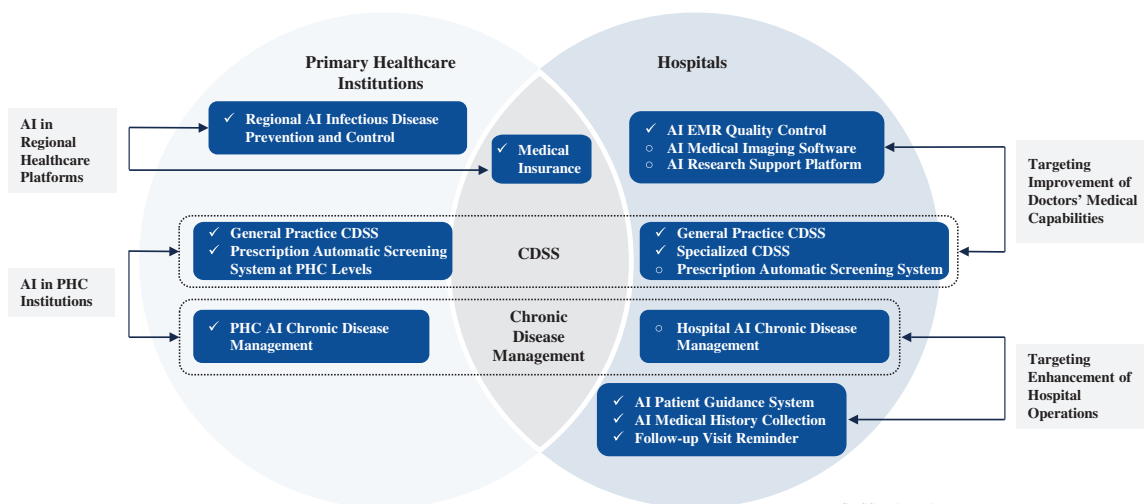 Primary Healthcare
Institutions
Hospitals
AI in
Regional
Healthcare
Platforms
✓ Regional AI Infectious Disease
Prevention and Control
✓ Medical
Insurance
✓ AI EMR Quality Control
○ AI Medical Imaging Software
○ AI Research Support Platform
Targeting
Improvement of
Doctors’ Medical
Capabilities
AI in PHC
Institutions
✓ General Practice CDSS
✓ Prescription Automatic Screening
System at PHC Levels
CDSS
✓ General Practice CDSS
✓ Specialized CDSS
○ Prescription Automatic Screening System
✓ PHC AI Chronic Disease
Management
Chronic
Disease
Management
○ Hospital AI Chronic Disease
Management
Targeting
Enhancement of
Hospital
Operations
✓ AI Patient Guidance System
✓ AI Medical History Collection
✓ Follow-up Visit Reminder